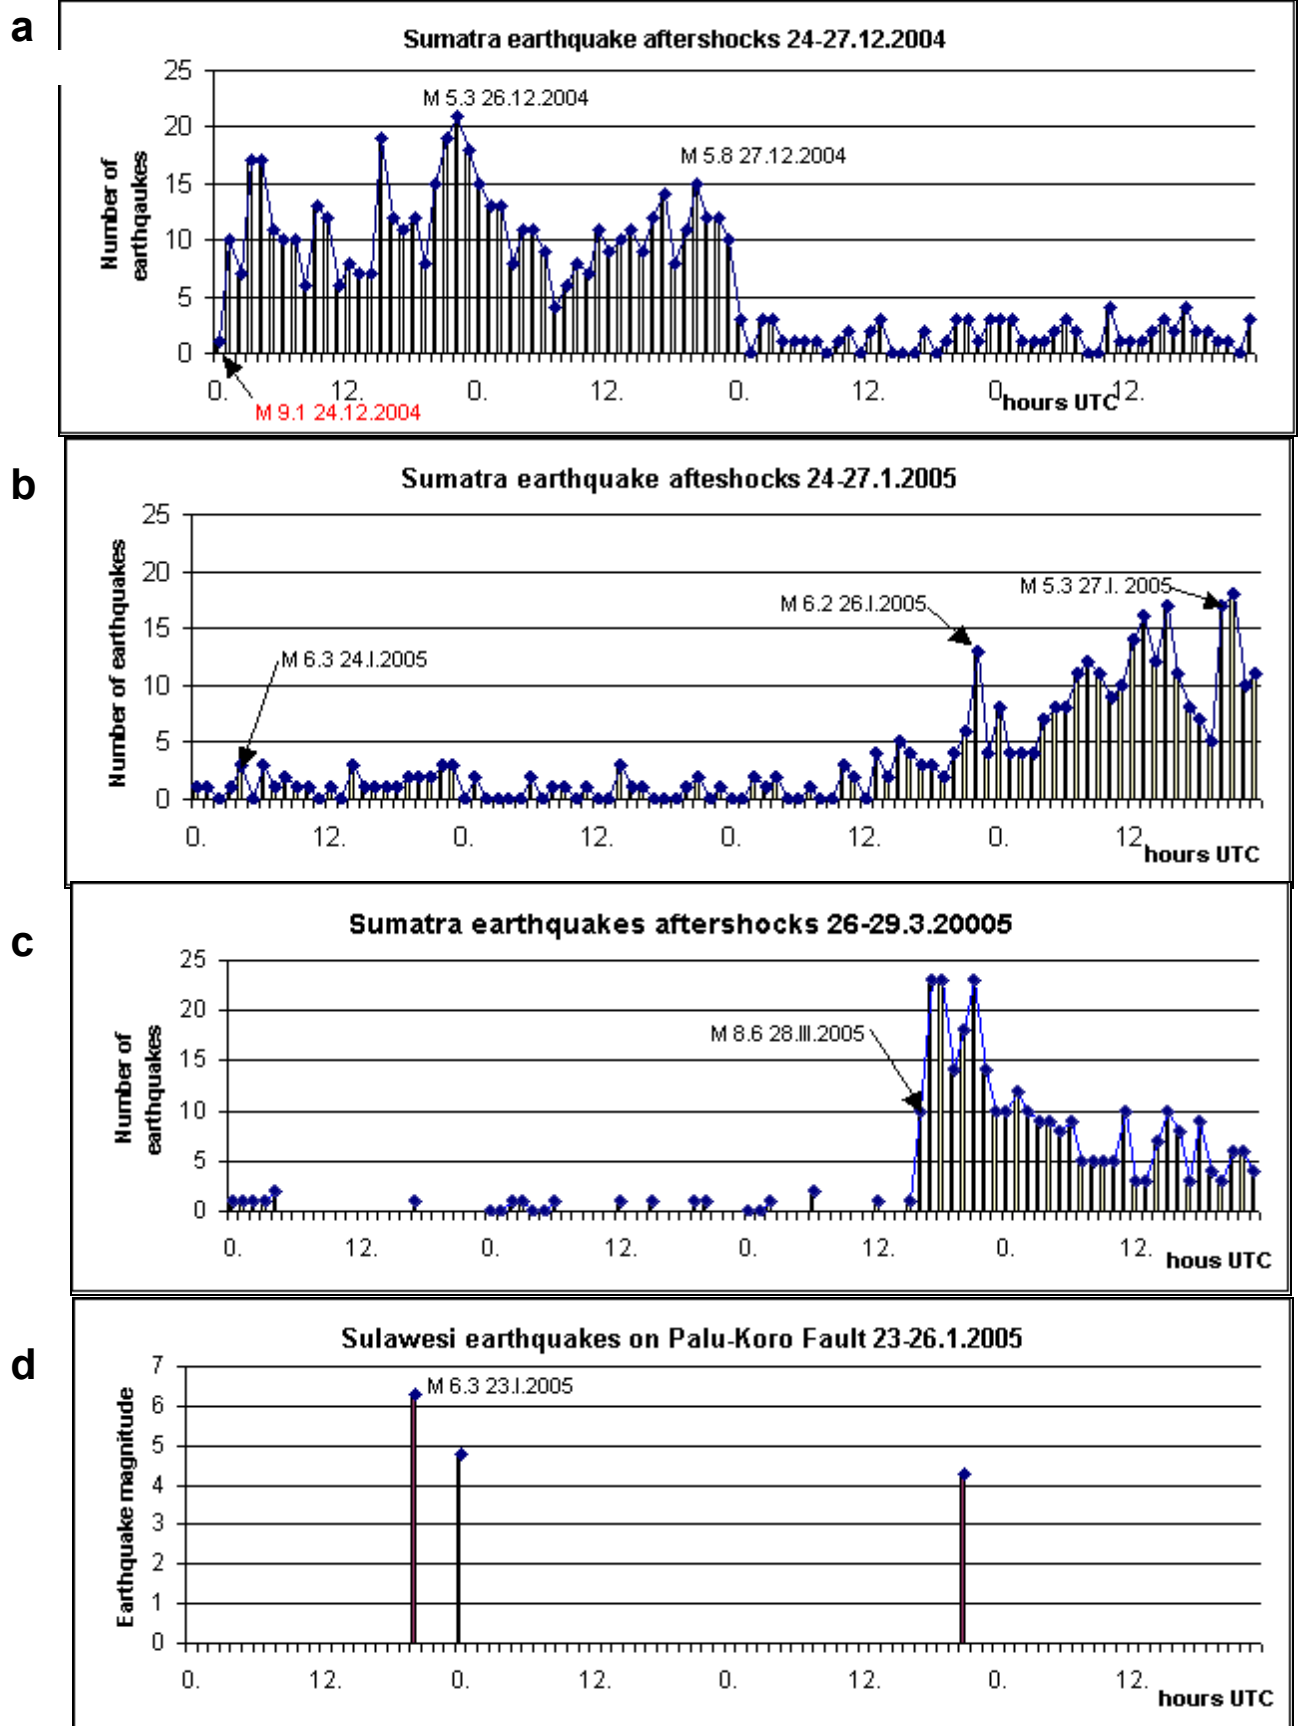 a
Sumatra earthquake aftershocks 24-27.12.2004
Number of
earthqaukes
25
20
15
10
5
0
M 5.3 26.12.2004
M 5.8 27.12.2004
0. 12. 0. 12. 0. 12. 0. 12.
M 9.1 24.12.2004
hours UTC
b
Sumatra earthquake afteshocks 24-27.1.2005
Number of earthquakes
25
20
15
10
5
0
M 6.3 24.I.2005
M 6.2 26.I.2005
M 5.3 27.I. 2005
0. 12. 0. 12. 0. 12. 0. 12.
hours UTC
c
Sumatra earthquakes aftershocks 26-29.3.20005
Number of
earthquakes
25
20
15
10
5
0
M 8.6 28.III.2005
0. 12. 0. 12. 0. 12. 0. 12.
hous UTC
d
Sulawesi earthquakes on Palu-Koro Fault 23-26.1.2005
Earthquake magnitude
7
6
5
4
3
2
1
0
M 6.3 23.I.2005
0. 12. 0. 12. 0. 12. 0. 12.
hours UTC